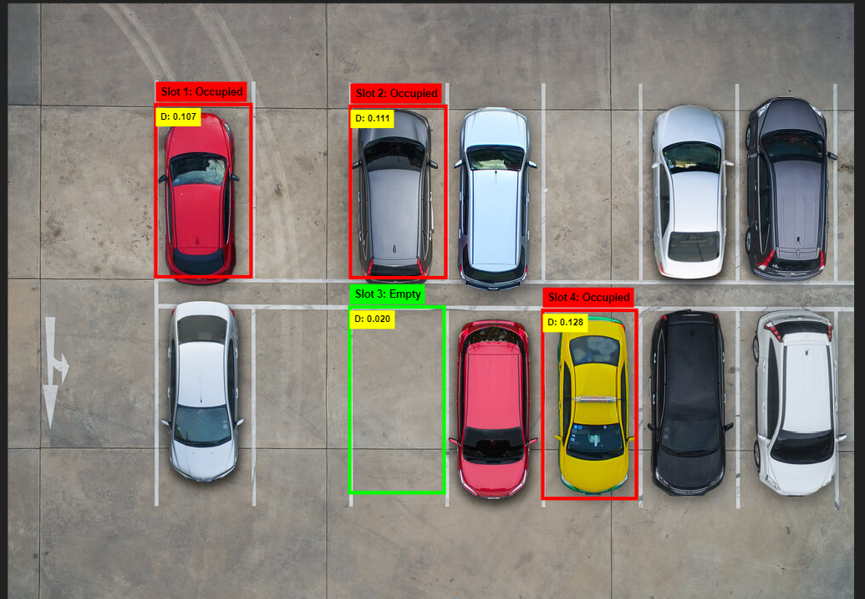 Slot 1: Occupied
D: 0.107
Slot 2: Occupied
D: 0.111
Slot 3: Empty
D: 0.020
Slot 4: Occupied
D: 0.128